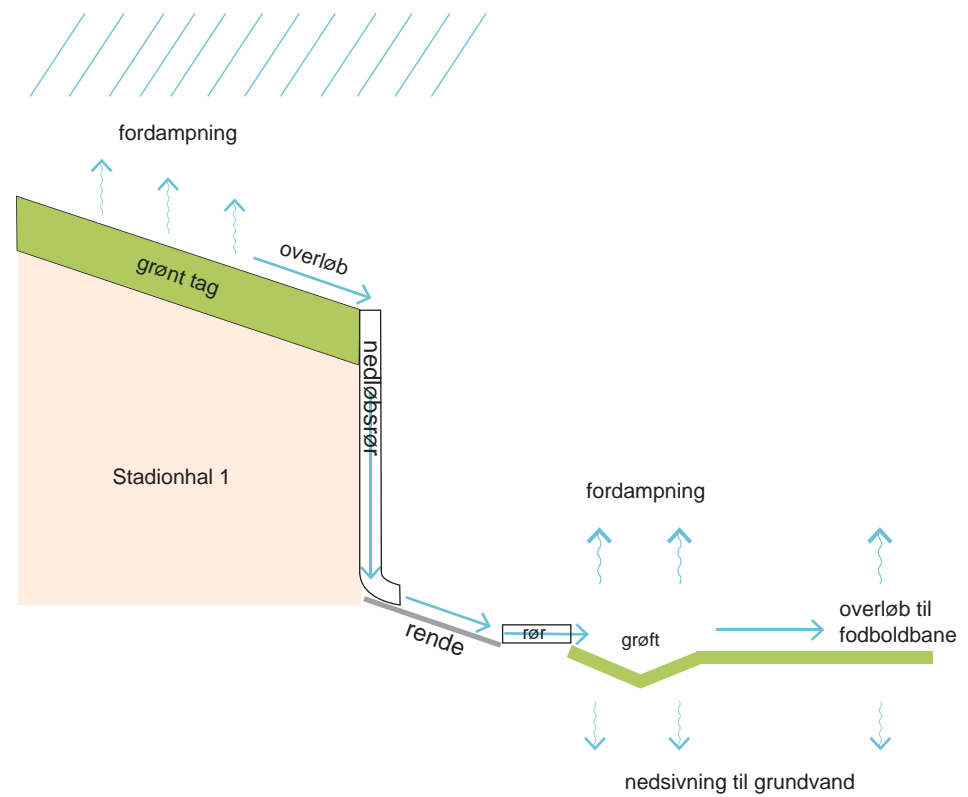 fordampning
overløb
grønt tag
nedløbsrør
Stadionhal 1
fordampning
rende
rør
grøft
overløb til
fodboldbane
nedsivning til grundvand